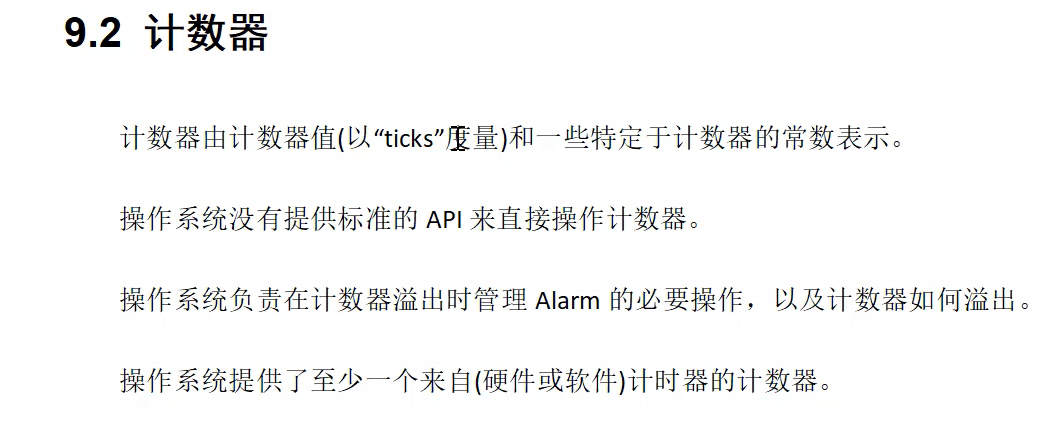 9.2 计数器
计数器由计数器值(以“ticks”度量)和一些特定于计数器的常数表示。
操作系统没有提供标准的 API 来直接操作计数器。
操作系统负责在计数器溢出时管理 Alarm 的必要操作，以及计数器如何溢出。
操作系统提供了至少一个来自(硬件或软件)计时器的计数器。